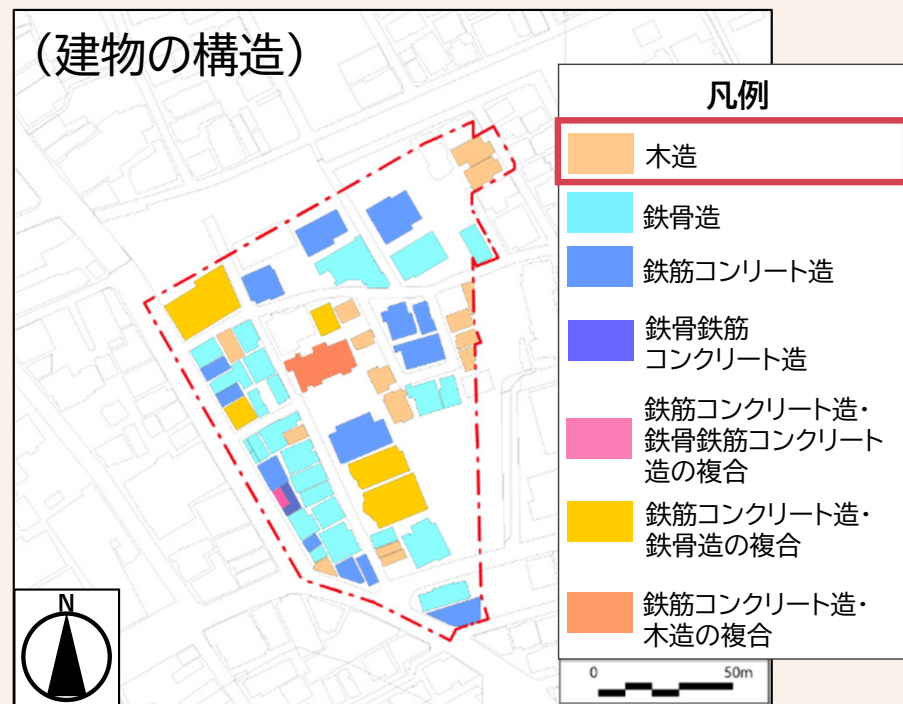 (建物の構造)
凡例
木造
鉄骨造
鉄筋コンリート造
鉄骨鉄筋
コンクリート造
鉄筋コンクリート造・
鉄骨鉄筋コンクリート
造の複合
鉄筋コンクリート造・
鉄骨造の複合
鉄筋コンクリート造・
木造の複合
N
0 50m